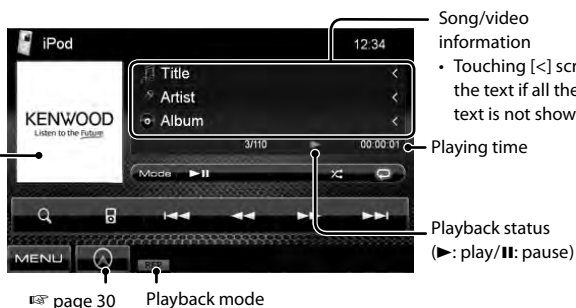 iPod 12:34
Title <
Artist <
Album <
KENWOOD
Listen to the Future
3/110 ► 00:00:01
Mode ►II
MENU
REP
Song/video
information
• Touching [<]
the text if all the
text is not
Playing time
Playback status
(►: play/II: pause)
☞ page 30
Playback mode